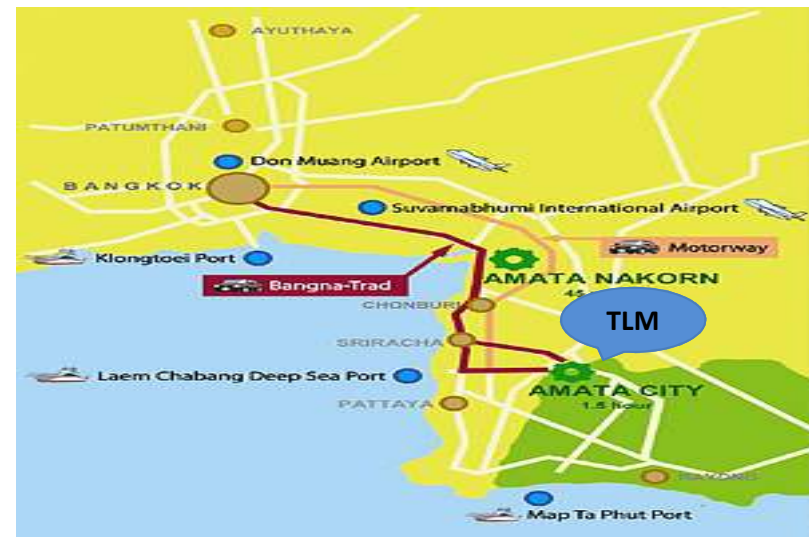 AYUTHAYA
PATUMTHANI
Don Muang Airport
BANGKOK
Suvarnabhumi International Airport
Motorway
Klongtoei Port
Bangna-Trad
AMATA NAKORN
CHONBURI
TLM
SRIRACHA
Laem Chabang Deep Sea Port
AMATA CITY
1.5 hour
PATTAYA
RAYONG
Map Ta Phut Port